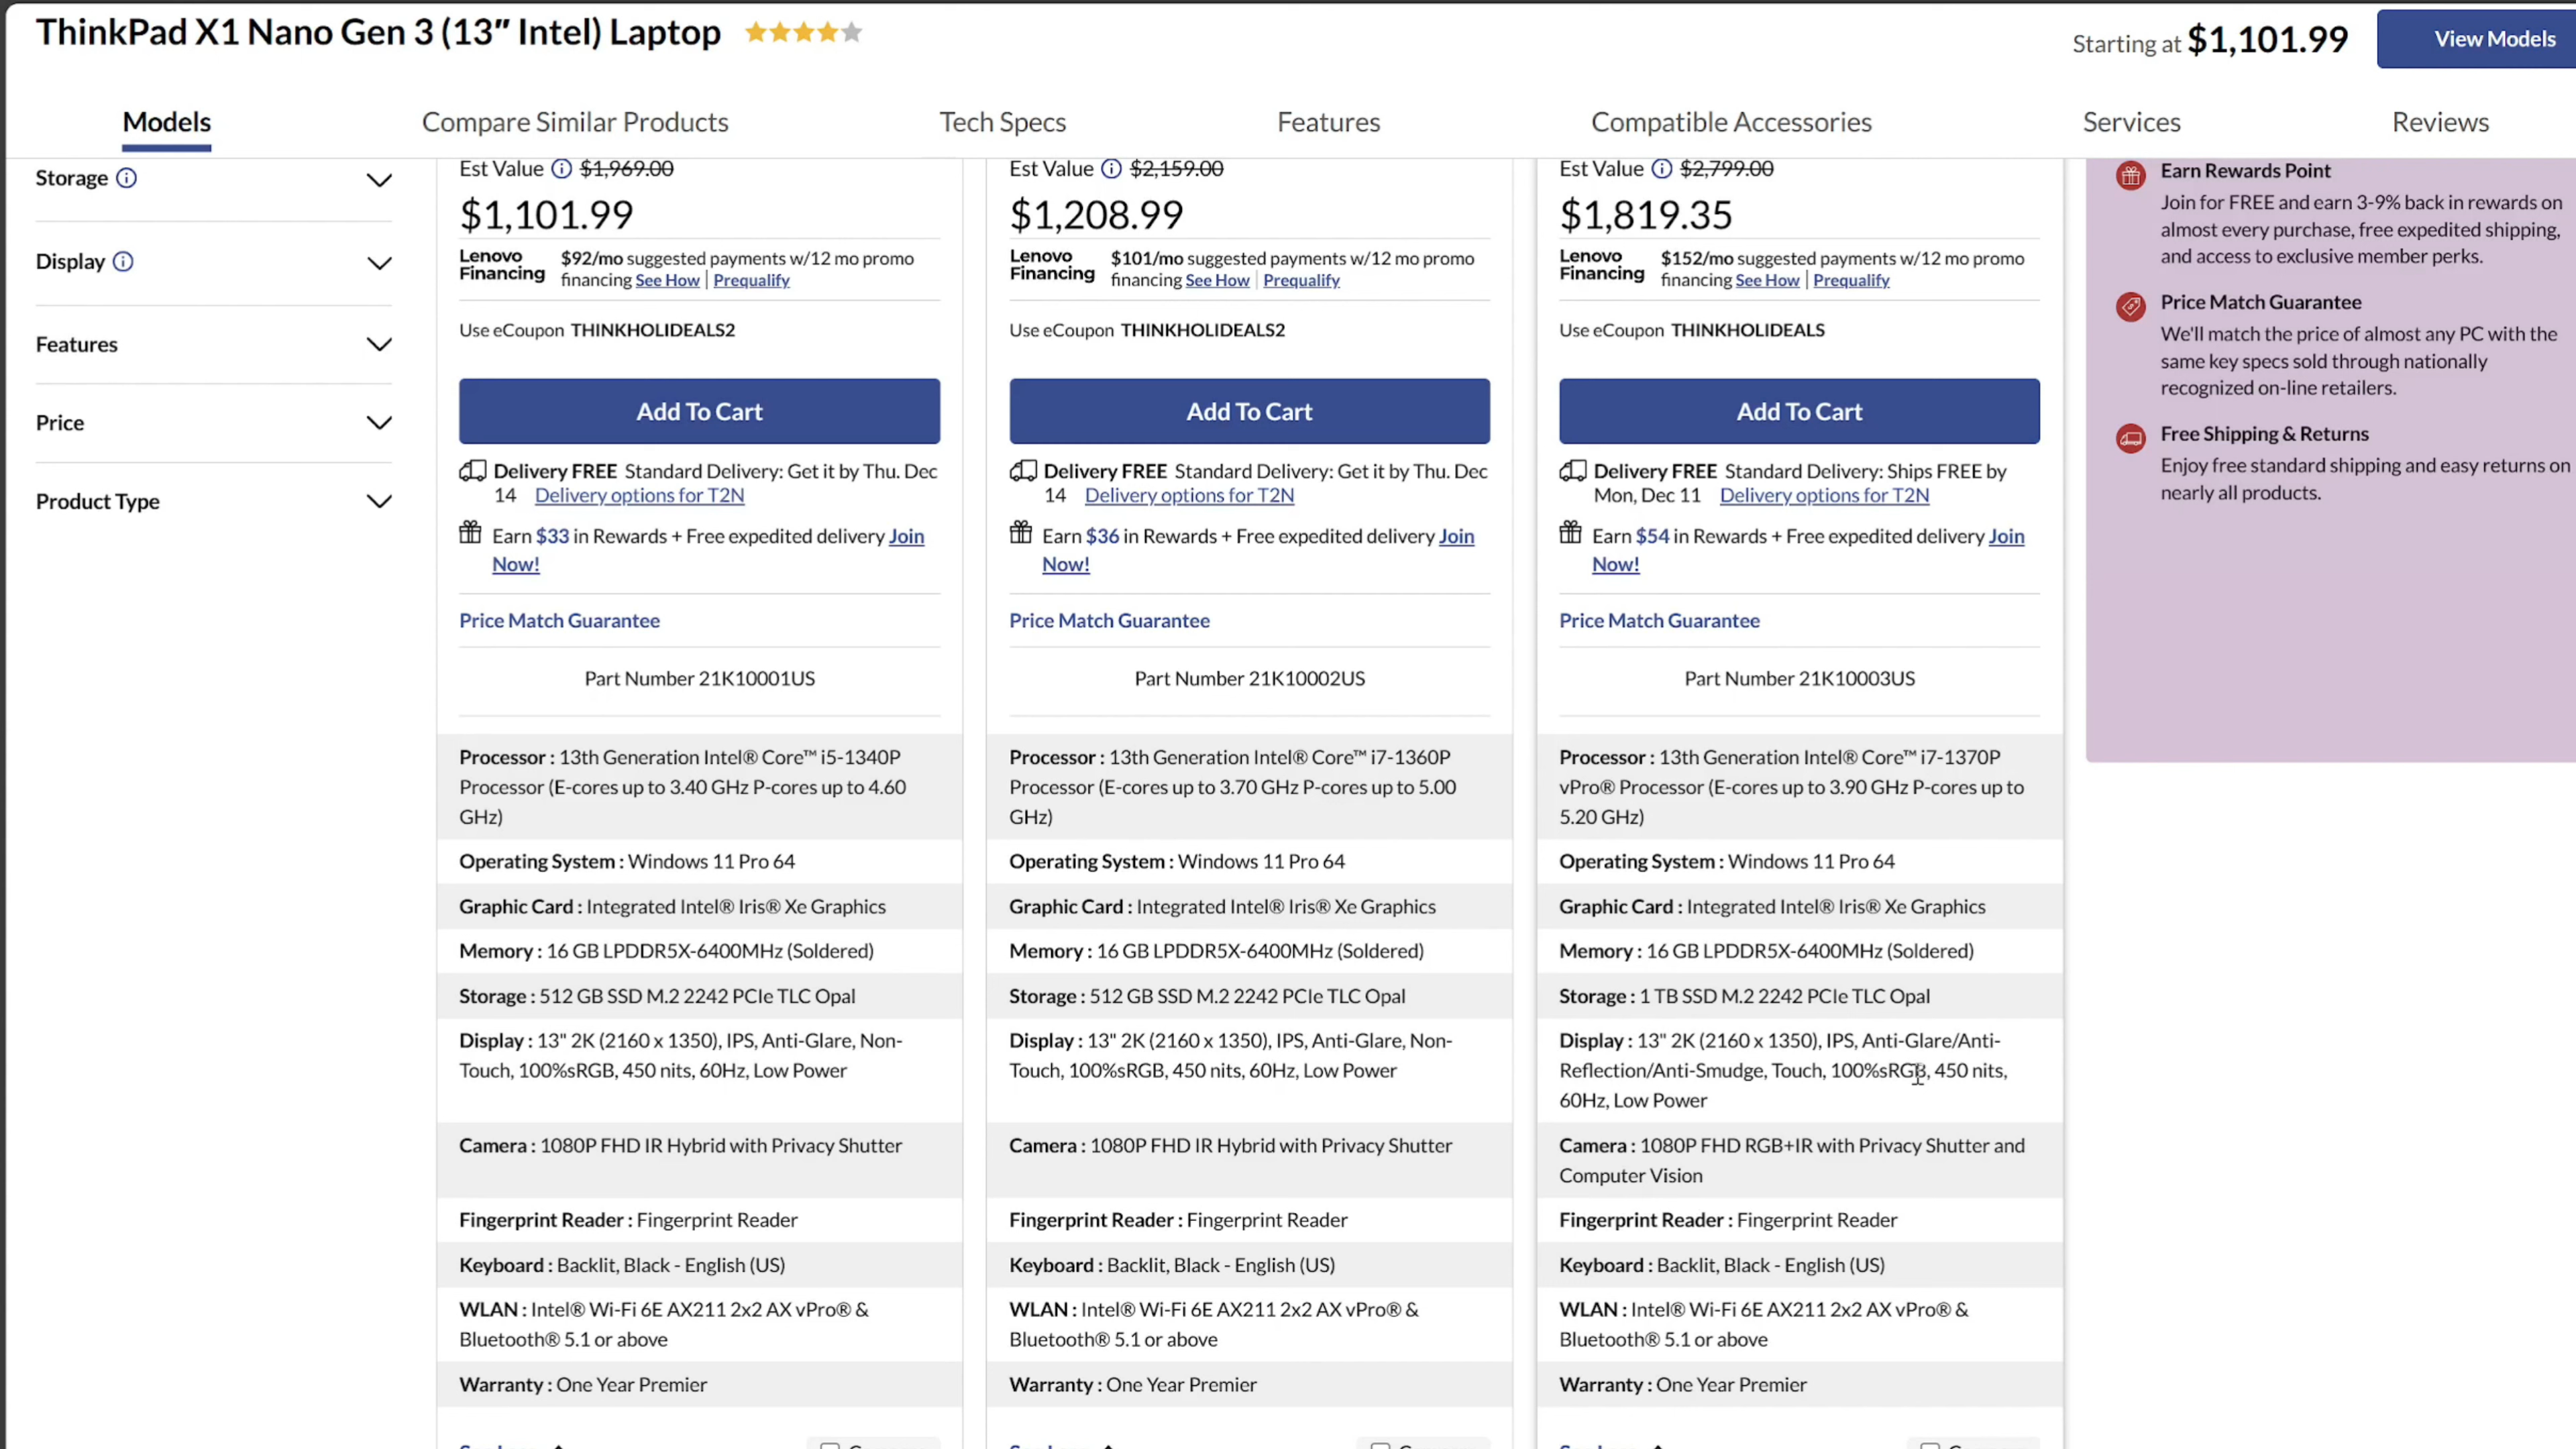 ThinkPad X1 Nano Gen 3 (13″ Intel) Laptop
Starting at $1,101.99
View Models
Models
Compare Similar Products
Tech Specs
Features
Compatible Accessories
Services
Reviews
Storage
Display
Features
Price
Product Type
Est Value $1,969.00
$1,101.99
Lenovo
Financing
$92/mo suggested payments w/12 mo promo
financing See How | Prequalify
Use eCoupon THINKHOLIDEALS2
Add To Cart
Delivery FREE Standard Delivery: Get it by Thu. Dec
14 Delivery options for T2N
Earn $33 in Rewards + Free expedited delivery Join
Now!
Price Match Guarantee
Part Number 21K10001US
Processor : 13th Generation Intel® Core™ i5-1340P
Processor (E-cores up to 3.40 GHz P-cores up to 4.60
GHz)
Operating System : Windows 11 Pro 64
Graphic Card : Integrated Intel® Iris® Xe Graphics
Memory : 16 GB LPDDR5X-6400MHz (Soldered)
Storage : 512 GB SSD M.2 2242 PCIe TLC Opal
Display : 13" 2K (2160 x 1350), IPS, Anti-Glare, Non-
Touch, 100%sRGB, 450 nits, 60Hz, Low Power
Camera : 1080P FHD IR Hybrid with Privacy Shutter
Fingerprint Reader : Fingerprint Reader
Keyboard : Backlit, Black - English (US)
WLAN : Intel® Wi-Fi 6E AX211 2x2 AX vPro® &
Bluetooth® 5.1 or above
Warranty : One Year Premier
Est Value $2,159.00
$1,208.99
Lenovo
Financing
$101/mo suggested payments w/12 mo promo
financing See How | Prequalify
Use eCoupon THINKHOLIDEALS2
Add To Cart
Delivery FREE Standard Delivery: Get it by Thu. Dec
14 Delivery options for T2N
Earn $36 in Rewards + Free expedited delivery Join
Now!
Price Match Guarantee
Part Number 21K10002US
Processor : 13th Generation Intel® Core™ i7-1360P
Processor (E-cores up to 3.70 GHz P-cores up to 5.00
GHz)
Operating System : Windows 11 Pro 64
Graphic Card : Integrated Intel® Iris® Xe Graphics
Memory : 16 GB LPDDR5X-6400MHz (Soldered)
Storage : 512 GB SSD M.2 2242 PCIe TLC Opal
Display : 13" 2K (2160 x 1350), IPS, Anti-Glare, Non-
Touch, 100%sRGB, 450 nits, 60Hz, Low Power
Camera : 1080P FHD IR Hybrid with Privacy Shutter
Fingerprint Reader : Fingerprint Reader
Keyboard : Backlit, Black - English (US)
WLAN : Intel® Wi-Fi 6E AX211 2x2 AX vPro® &
Bluetooth® 5.1 or above
Warranty : One Year Premier
Est Value $2,799.00
$1,819.35
Lenovo
Financing
$152/mo suggested payments w/12 mo promo
financing See How | Prequalify
Use eCoupon THINKHOLIDEALS
Add To Cart
Delivery FREE Standard Delivery: Ships FREE by
Mon, Dec 11 Delivery options for T2N
Earn $54 in Rewards + Free expedited delivery Join
Now!
Price Match Guarantee
Part Number 21K10003US
Processor : 13th Generation Intel® Core™ i7-1370P
vPro® Processor (E-cores up to 3.90 GHz P-cores up to
5.20 GHz)
Operating System : Windows 11 Pro 64
Graphic Card : Integrated Intel® Iris® Xe Graphics
Memory : 16 GB LPDDR5X-6400MHz (Soldered)
Storage : 1 TB SSD M.2 2242 PCIe TLC Opal
Display : 13" 2K (2160 x 1350), IPS, Anti-Glare/Anti-
Reflection/Anti-Smudge, Touch, 100%sRGB, 450 nits,
60Hz, Low Power
Camera : 1080P FHD RGB+IR with Privacy Shutter and
Computer Vision
Fingerprint Reader : Fingerprint Reader
Keyboard : Backlit, Black - English (US)
WLAN : Intel® Wi-Fi 6E AX211 2x2 AX vPro® &
Bluetooth® 5.1 or above
Warranty : One Year Premier
Earn Rewards Point
Join for FREE and earn 3-9% back in rewards on
almost every purchase, free expedited shipping,
and access to exclusive member perks.
Price Match Guarantee
We'll match the price of almost any PC with the
same key specs sold through nationally
recognized on-line retailers.
Free Shipping & Returns
Enjoy free standard shipping and easy returns on
nearly all products.